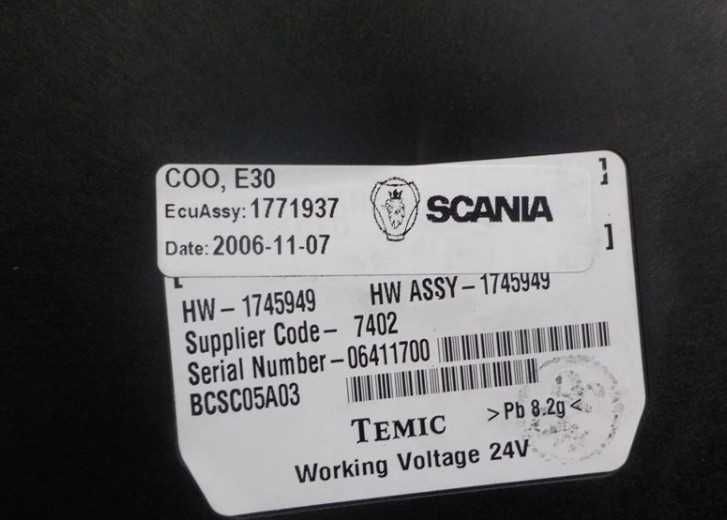 COO, E30
EcuAssy: 1771937
Date: 2006-11-07
SCANIA
]
]
HW – 1745949 HW ASSY – 1745949
Supplier Code – 7402
Serial Number – 06411700
BCSC05A03
TEMIC >Pb 8.2g<
Working Voltage 24V